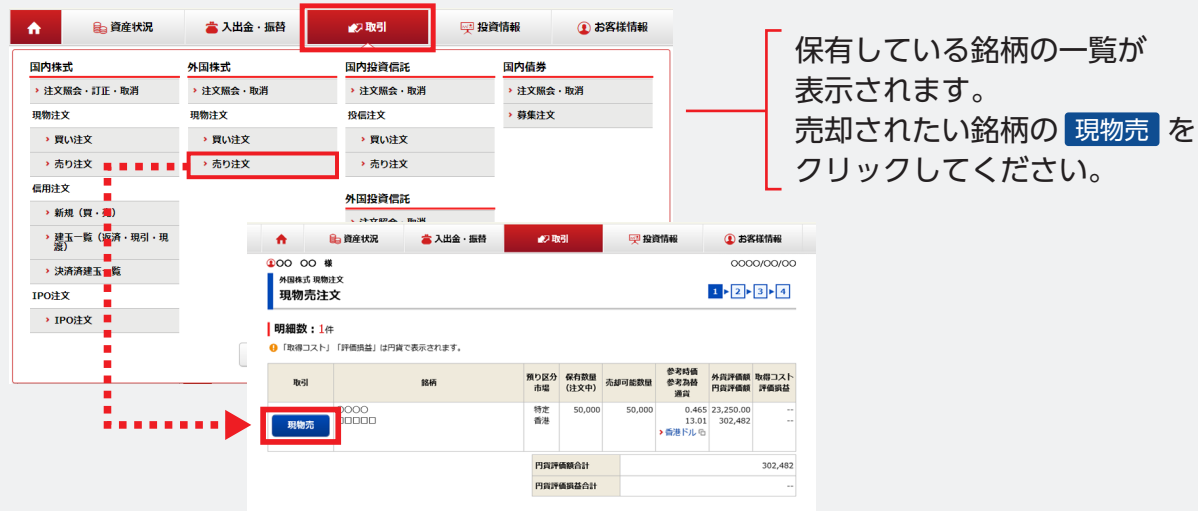 資産状況 入出金・振替 取引 投資情報 お客様情報
国内株式 外国株式 国内投資信託 国内債券
注文照会・訂正・取消 注文照会・取消 注文照会・取消 注文照会・取消
現物注文 現物注文 投信注文 募集注文
買い注文 買い注文 買い注文
売り注文 売り注文 売り注文
信用注文
外国投資信託
新規（買・売）
注文照会・取消
建玉一覧（返済・現引・現
渡）
決済済建玉一覧
IPO注文
IPO注文
保有している銘柄の一覧が
表示されます。
売却されたい銘柄の 現物売 を
クリックしてください。
資産状況 入出金・振替 取引 投資情報 お客様情報
○○ ○○ 様 ○○○○/○○/○○
外国株式 現物注文
現物売注文 1 2 3 4
明細数：1件
「取得コスト」「評価損益」は円貨で表示されます。
取引 銘柄 預り区分 市場 保有数量 （注文中） 売却可能数量 参考時価 参考為替 通貨 外貨評価額 円貨評価額 取得コスト 評価損益
現物売 ○○○○ 特定 50,000 50,000 0.465 23,250.00 --
□□□□□ 香港 13.01 302,482 --
香港ドル
円貨評価額合計 302,482
円貨評価損益合計 --